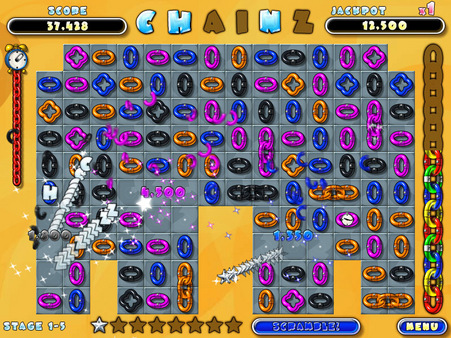 SCORE
37.428
CHAINZ
JACKPOT
12.500
x1
H
1.500
1.350
STAGE 1-5
SCRAMBLE!
MENU